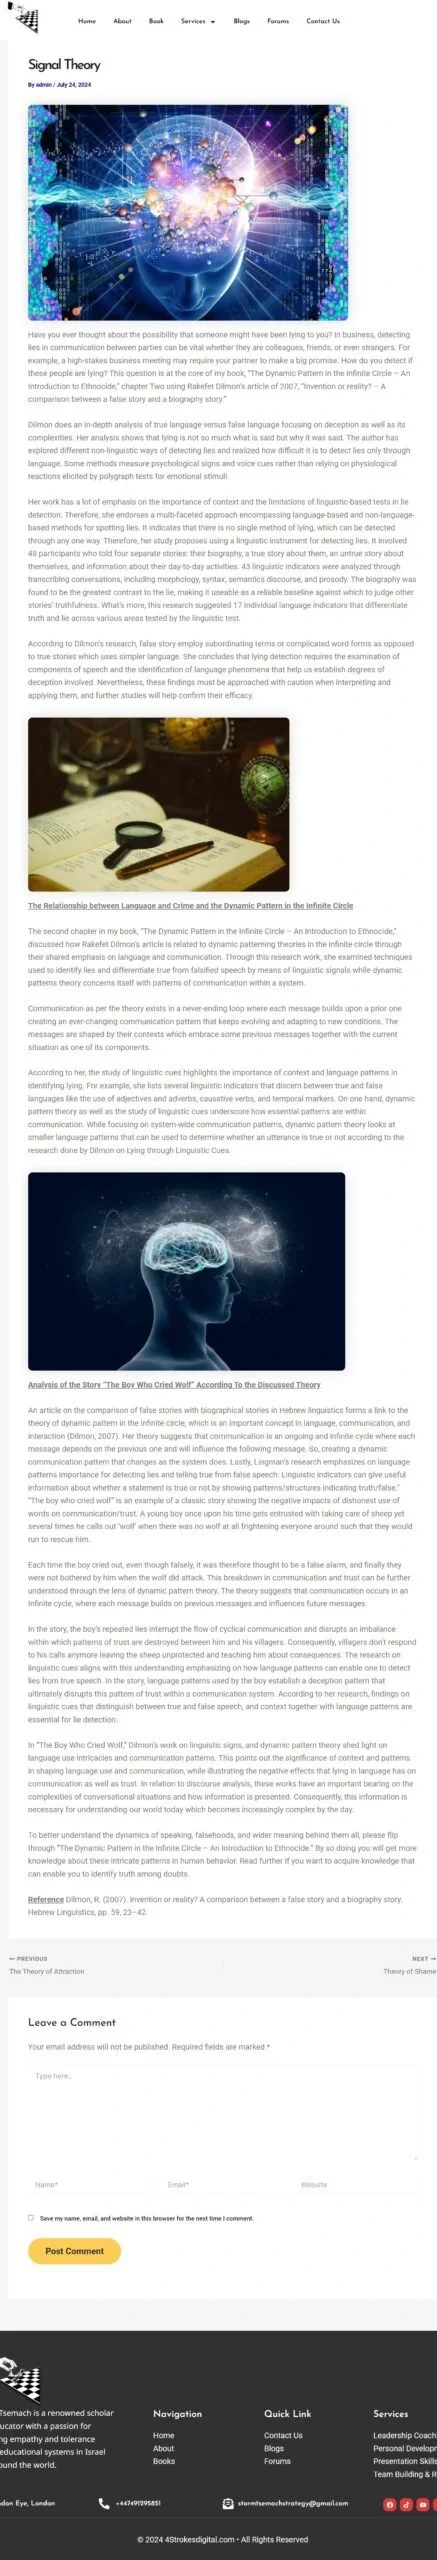 Home About Book Services Blogs Forums Contact Us
Signal Theory
By admin / July 24, 2024
Have you ever thought about the possibility that someone might have been lying to you? In business, detecting
lies in communication between parties can be vital whether they are colleagues, friends, or even strangers. For
example, a high-stakes business meeting may require your partner to make a big promise. How do you detect if
these people are lying? This question is at the core of my book, “The Dynamic Pattern in the Infinite Circle – An
Introduction to Ethnocide,” chapter Two using Rakefet Dilmon’s article of 2007, “Invention or reality? – A
comparison between a false story and a biography story.”
Dilmon does an in-depth analysis of true language versus false language focusing on deception as well as its
complexities. Her analysis shows that lying is not so much what is said but why it was said. The author has
explored different non-linguistic ways of detecting lies and realized how difficult it is to detect lies only through
language. Some methods measure psychological signs and voice cues rather than relying on physiological
reactions elicited by polygraph tests for emotional stimuli.
Her work has a lot of emphasis on the importance of context and the limitations of linguistic-based tests in lie
detection. Therefore, she endorses a multi-faceted approach encompassing language-based and non-language-
based methods for spotting lies. It indicates that there is no single method of lying, which can be detected
through any one way. Therefore, her study proposes using a linguistic instrument for detecting lies. It involved
48 participants who told four separate stories: their biography, a true story about them, an untrue story about
themselves, and information about their day-to-day activities. 43 linguistic indicators were analyzed through
transcribing conversations, including morphology, syntax, semantics discourse, and prosody. The biography was
found to be the greatest contrast to the lie, making it useable as a reliable baseline against which to judge other
stories’ truthfulness. What’s more, this research suggested 17 individual language indicators that differentiate
truth and lie across various areas tested by the linguistic test.
According to Dilmon’s research, false story employ subordinating terms or complicated word forms as opposed
to true stories which uses simpler language. She concludes that lying detection requires the examination of
components of speech and the identification of language phenomena that help us establish degrees of
deception involved. Nevertheless, these findings must be approached with caution when interpreting and
applying them, and further studies will help confirm their efficacy.
The Relationship between Language and Crime and the Dynamic Pattern in the Infinite Circle
The second chapter in my book, “The Dynamic Pattern in the Infinite Circle – An Introduction to Ethnocide,”
discussed how Rakefet Dilmon’s article is related to dynamic patterning theories in the infinite circle through
their shared emphasis on language and communication. Through this research work, she examined techniques
used to identify lies and differentiate true from falsified speech by means of linguistic signals while dynamic
patterns theory concerns itself with patterns of communication within a system.
Communication as per the theory exists in a never-ending loop where each message builds upon a prior one
creating an ever-changing communication pattern that keeps evolving and adapting to new conditions. The
messages are shaped by their contexts which embrace some previous messages together with the current
situation as one of its components.
According to her, the study of linguistic cues highlights the importance of context and language patterns in
identifying lying. For example, she lists several linguistic indicators that discern between true and false
languages like the use of adjectives and adverbs, causative verbs, and temporal markers. On one hand, dynamic
pattern theory as well as the study of linguistic cues underscore how essential patterns are within
communication. While focusing on system-wide communication patterns, dynamic pattern theory looks at
smaller language patterns that can be used to determine whether an utterance is true or not according to the
research done by Dilmon on Lying through Linguistic Cues.
Analysis of the Story “The Boy Who Cried Wolf” According To the Discussed Theory
An article on the comparison of false stories with biographical stories in Hebrew linguistics forms a link to the
theory of dynamic pattern in the infinite circle, which is an important concept in language, communication, and
interaction (Dilmon, 2007). Her theory suggests that communication is an ongoing and infinite cycle where each
message depends on the previous one and will influence the following message. So, creating a dynamic
communication pattern that changes as the system does. Lastly, Lingman’s research emphasizes on language
patterns importance for detecting lies and telling true from false speech. Linguistic indicators can give useful
information about whether a statement is true or not by showing patterns/structures indicating truth/false.”
“The boy who cried wolf” is an example of a classic story showing the negative impacts of dishonest use of
words on communication/trust. A young boy once upon his time gets entrusted with taking care of sheep yet
several times he calls out ‘wolf’ when there was no wolf at all frightening everyone around such that they would
run to rescue him.
Each time the boy cried out, even though falsely, it was therefore thought to be a false alarm, and finally they
were not bothered by him when the wolf did attack. This breakdown in communication and trust can be further
understood through the lens of dynamic pattern theory. The theory suggests that communication occurs in an
infinite cycle, where each message builds on previous messages and influences future messages.
In the story, the boy’s repeated lies interrupt the flow of cyclical communication and disrupts an imbalance
within which patterns of trust are destroyed between him and his villagers. Consequently, villagers don’t respond
to his calls anymore leaving the sheep unprotected and teaching him about consequences. The research on
linguistic cues aligns with this understanding emphasizing on how language patterns can enable one to detect
lies from true speech. In the story, language patterns used by the boy establish a deception pattern that
ultimately disrupts this pattern of trust within a communication system. According to her research, findings on
linguistic cues that distinguish between true and false speech, and context together with language patterns are
essential for lie detection.
In “The Boy Who Cried Wolf,” Dilmon’s work on linguistic signs, and dynamic pattern theory shed light on
language use intricacies and communication patterns. This points out the significance of context and patterns
in shaping language use and communication, while illustrating the negative effects that lying in language has on
communication as well as trust. In relation to discourse analysis, these works have an important bearing on the
complexities of conversational situations and how information is presented. Consequently, this information is
necessary for understanding our world today which becomes increasingly complex by the day.
To better understand the dynamics of speaking, falsehoods, and wider meaning behind them all, please flip
through “The Dynamic Pattern in the Infinite Circle – An Introduction to Ethnocide.” By so doing you will get more
knowledge about these intricate patterns in human behavior. Read further if you want to acquire knowledge that
can enable you to identify truth among doubts.
Reference Dilmon, R. (2007). Invention or reality? A comparison between a false story and a biography story.
Hebrew Linguistics, pp. 59, 23–42.
← PREVIOUS
The Theory of Attraction
NEXT →
Theory of Shame
Leave a Comment
Your email address will not be published. Required fields are marked *
Type here..
Name* Email* Website
Save my name, email, and website in this browser for the next time I comment.
Post Comment
Tsemach is a renowned scholar
ucator with a passion for
ng empathy and tolerance
educational systems in Israel
ound the world.
Navigation
Home
About
Books
Quick Link
Contact Us
Blogs
Forums
Services
Leadership Coach
Personal Developm
Presentation Skills
Team Building & R
ndon Eye, London +447491295851 stormtsemachstrategy@gmail.com
© 2024 4Strokesdigital.com • All Rights Reserved